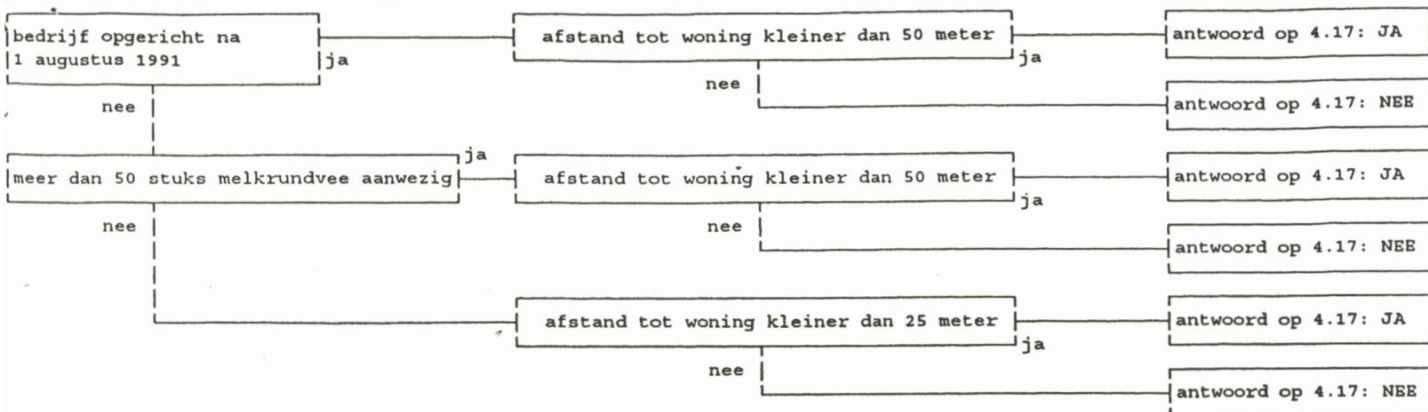 bedrijf opgericht na
1 augustus 1991
ja
afstand tot woning kleiner dan 50 meter
ja
antwoord op 4.17: JA
nee
nee
antwoord op 4.17: NEE
meer dan 50 stuks melkrundvee aanwezig
ja
afstand tot woning kleiner dan 50 meter
ja
antwoord op 4.17: JA
nee
nee
antwoord op 4.17: NEE
afstand tot woning kleiner dan 25 meter
ja
antwoord op 4.17: JA
nee
antwoord op 4.17: NEE